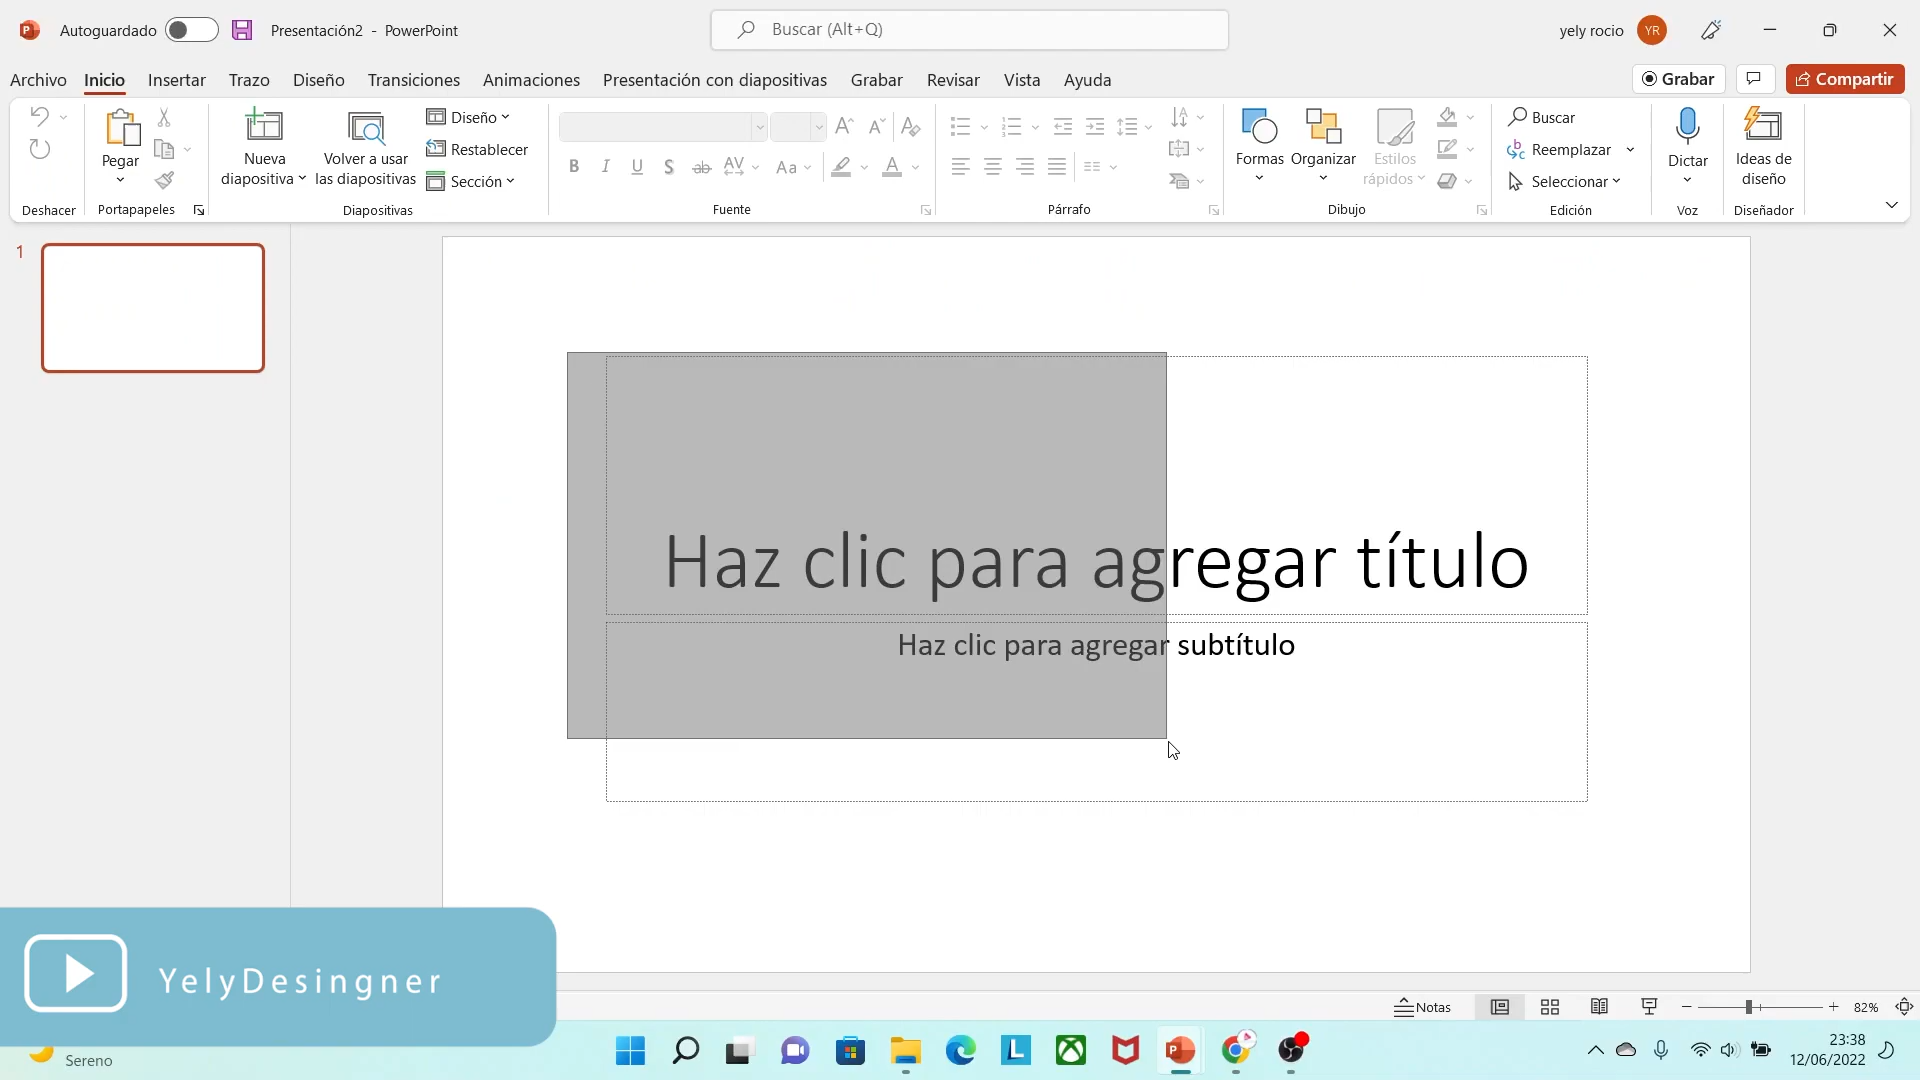 Autoguardado
Presentación2 - PowerPoint
Buscar (Alt+Q)
yely rocio
YR
Archivo Inicio Insertar Trazo Diseño Transiciones Animaciones Presentación con diapositivas Grabar Revisar Vista Ayuda
Grabar
Compartir
Deshacer
Pegar
Portapapeles
Nueva
diapositiva
Volver a usar
las diapositivas
Diseño
Restablecer
Sección
Diapositivas
Fuente
Párrafo
Formas
Organizar
Estilos
rápidos
Dibujo
Buscar
Reemplazar
Seleccionar
Edición
Dictar
Voz
Ideas de
diseño
Diseñador
1
Haz clic para agregar título
Haz clic para agregar subtítulo
YelyDesingner
Notas
82%
Sereno
23:38
12/06/2022